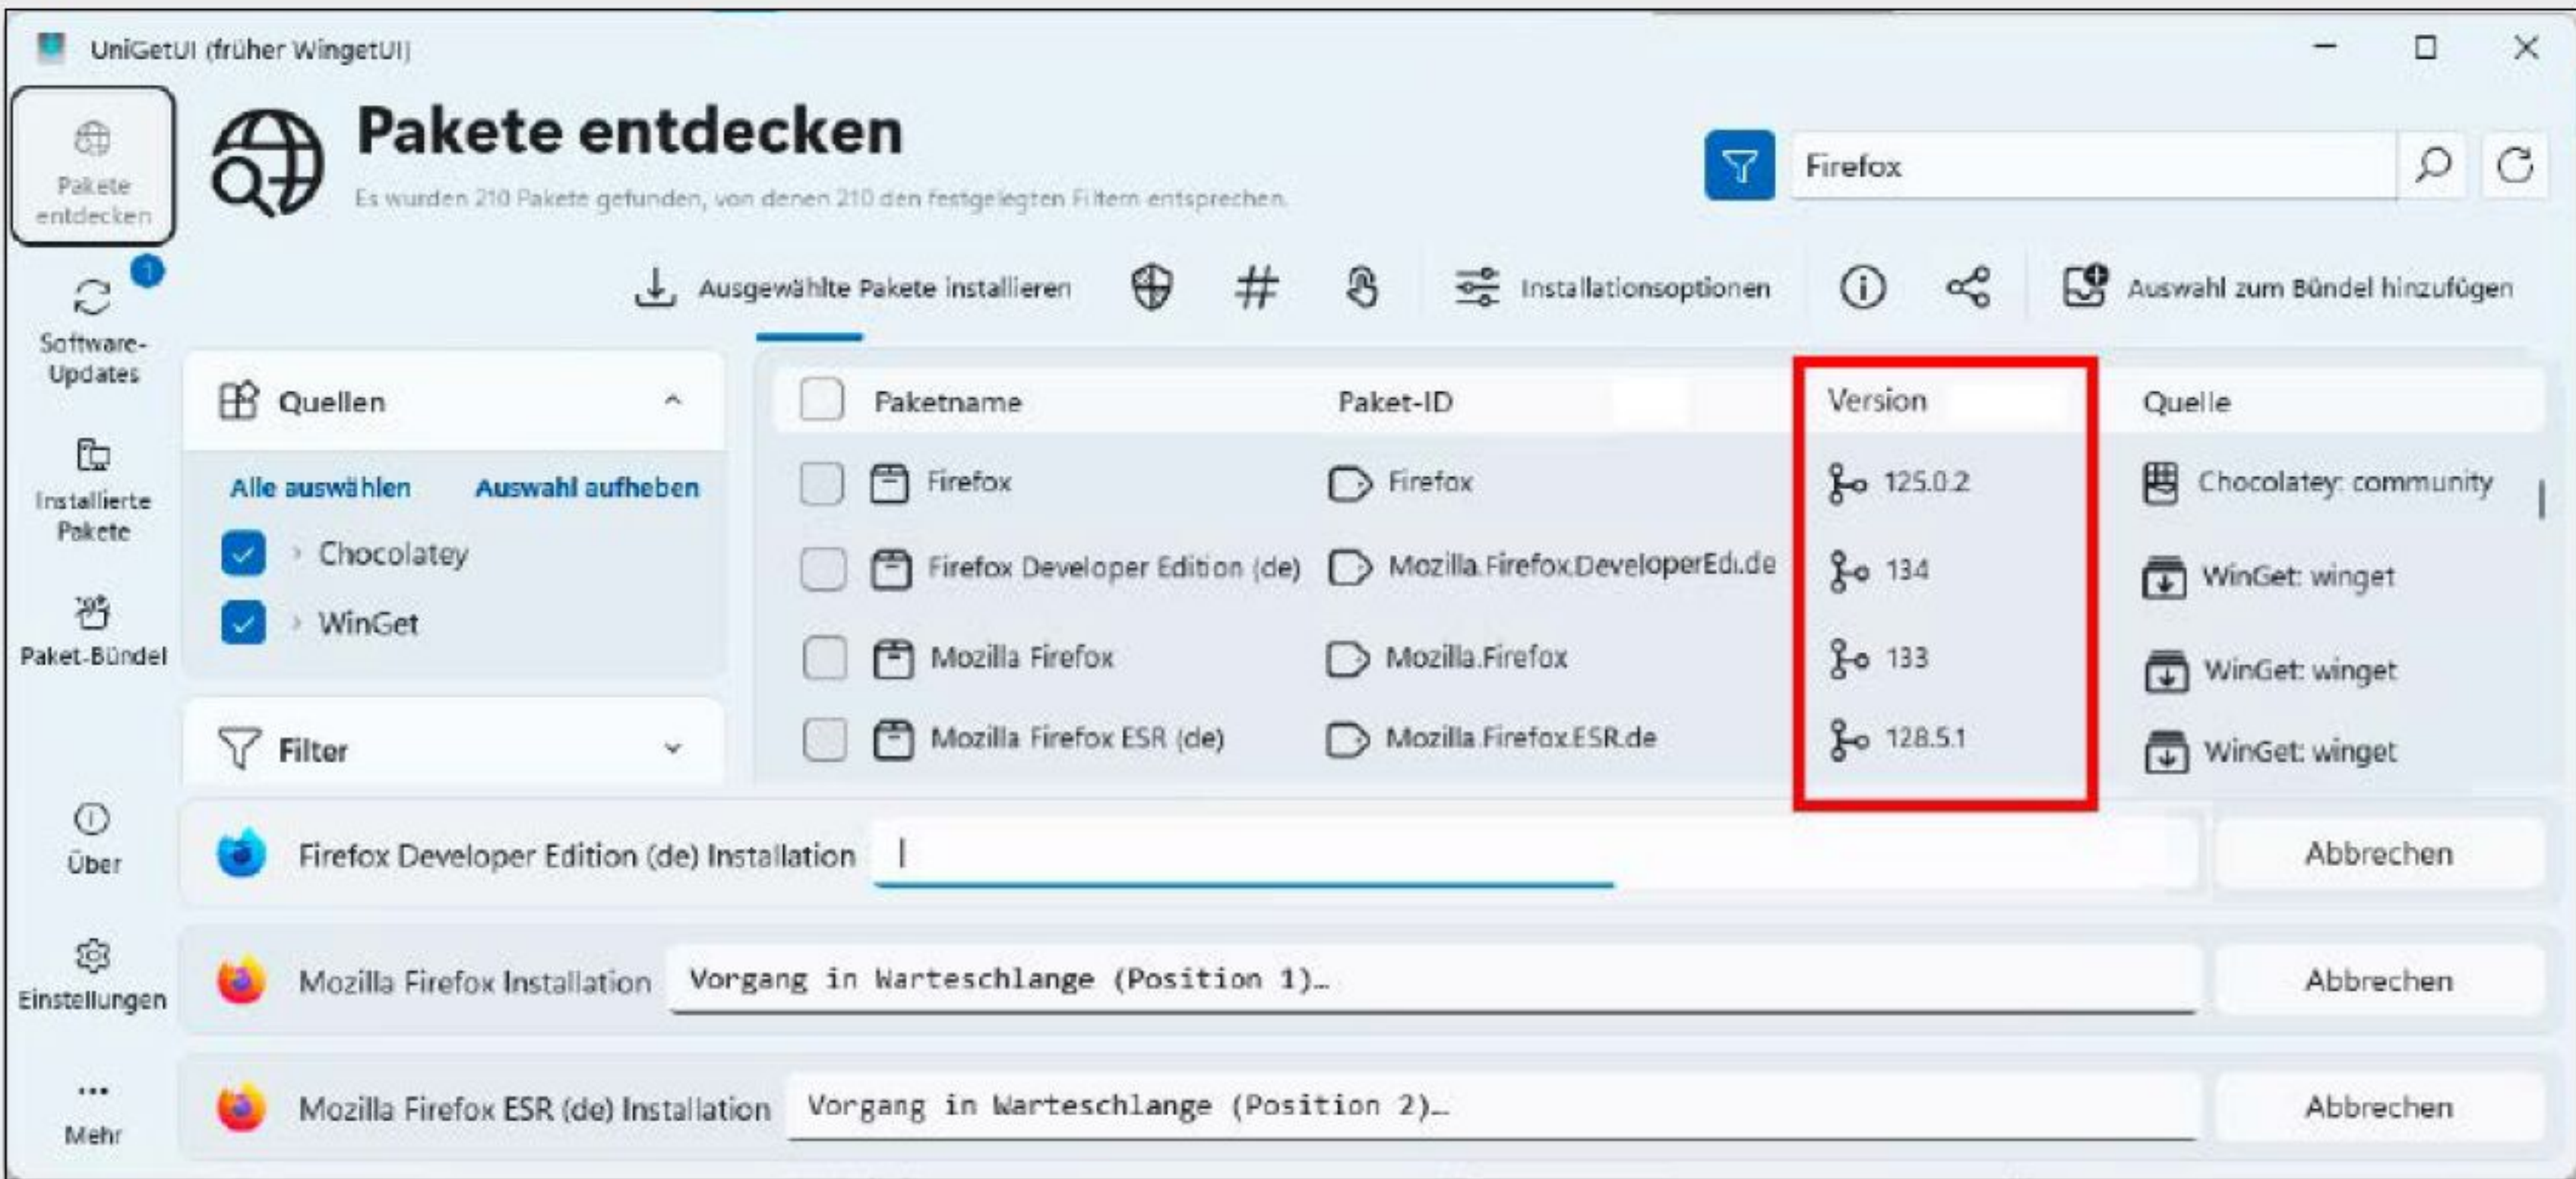 UniGetUI (früher WingetUI)
Pakete entdecken
Pakete entdecken
Es wurden 210 Pakete gefunden, von denen 210 den festgelegten Filtern entsprechen.
Firefox
1
Software-
Updates
Installierte
Pakete
Paket-Bündel
Über
Einstellungen
Mehr
Ausgewählte Pakete installieren
Installationsoptionen
Auswahl zum Bündel hinzufügen
Quellen
Alle auswählen Auswahl aufheben
Chocolatey
WinGet
Filter
Paketname Paket-ID Version Quelle
Firefox Firefox 125.0.2 Chocolatey: community
Firefox Developer Edition (de) Mozilla.Firefox.DeveloperEdi.de 134 WinGet: winget
Mozilla Firefox Mozilla.Firefox 133 WinGet: winget
Mozilla Firefox ESR (de) Mozilla.Firefox.ESR.de 128.5.1 WinGet: winget
Firefox Developer Edition (de) Installation Abbrechen
Mozilla Firefox Installation Vorgang in Warteschlange (Position 1)... Abbrechen
Mozilla Firefox ESR (de) Installation Vorgang in Warteschlange (Position 2)... Abbrechen